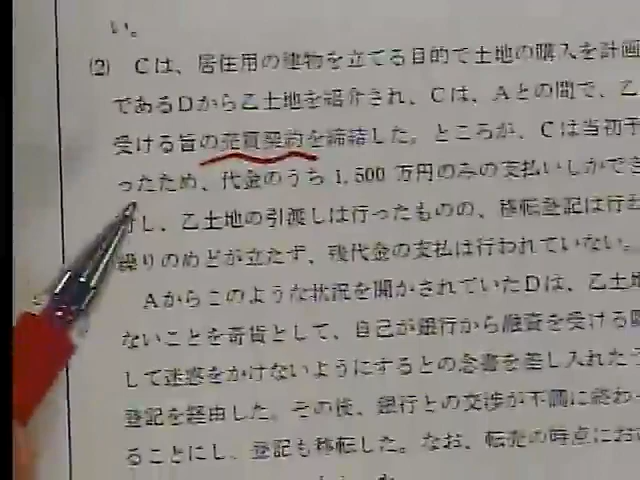 い。
(2) Cは、居住用の建物を立てる目的で土地の購入を計画
であるDから乙土地を紹介され、Cは、Aとの間で、乙
受ける旨の売買契約を締結した。ところが、Cは当初予
ったため、代金のうち1,500万円のみの支払いしかでき
し、乙土地の引渡しは行ったものの、移転登記は行わ
繰りのめどが立たず、残代金の支払は行われていない。
Aからこのような状況を聞かされていたDは、乙土地
ないことを奇貨として、自己が銀行から融資を受ける
して迷惑をかけないようにするとの念書を差し入れた
登記を経由した。その後、銀行との交渉が不調に終わ
ることにし、登記も移転した。なお、転売の時点にお